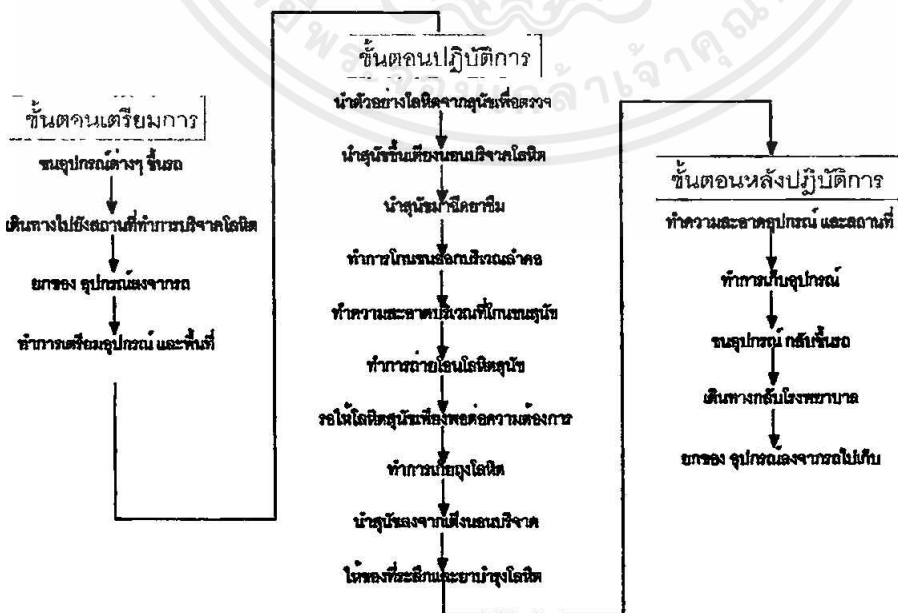 ขั้นตอนเตรียมการ
ขนอุปกรณ์ต่างๆ ขึ้นรถ
เดินทางไปยังสถานที่ทำการบริจาคโลหิต
ยกของ อุปกรณ์ลงจากรถ
ทำการเตรียมอุปกรณ์ และพื้นที่
ขั้นตอนปฏิบัติการ
นำตัวอย่างโลหิตจากสุนัขเพื่อตรวจ
นำสุนัขขึ้นเตียงนอนบริจาคโลหิต
นำสุนัขมาฉีดยาซึม
ทำการโกนขนออกบริเวณลำคอ
ทำความสะอาดบริเวณที่โกนขนสุนัข
ทำการถ่ายโอนโลหิตสุนัข
รอให้โลหิตสุนัขเพียงพอต่อความต้องการ
ทำการเก็บถุงโลหิต
นำสุนัขลงจากเตียงนอนบริจาค
ให้ของที่ระลึกและยาบำรุงโลหิต
ขั้นตอนหลังปฏิบัติการ
ทำความสะอาดอุปกรณ์ และสถานที่
ทำการเก็บอุปกรณ์
ขนอุปกรณ์ กลับขึ้นรถ
เดินทางกลับโรงพยาบาล
ยกของ อุปกรณ์ลงจากรถไปเก็บ